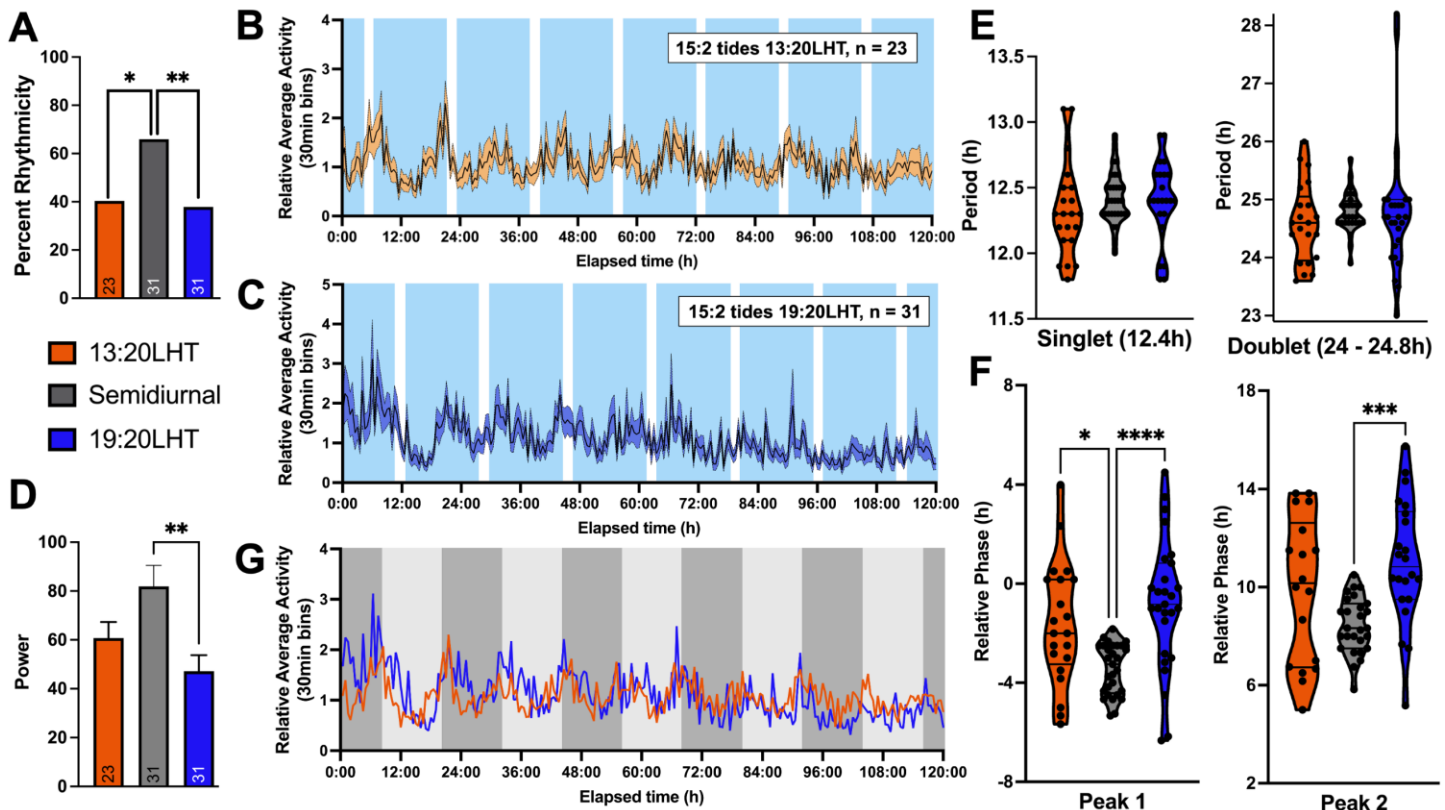 A
Percent Rhythmicity
100
80
60
40
20
0
*
**
23
31
31
13:20LHT
Semidiurnal
19:20LHT
B
Relative Average Activity
(30min bins)
4
3
2
1
0
15:2 tides 13:20LHT, n = 23
0:00 12:00 24:00 36:00 48:00 60:00 72:00 84:00 96:00 108:00 120:00
Elapsed time (h)
C
Relative Average Activity
(30min bins)
5
4
3
2
1
0
15:2 tides 19:20LHT, n = 31
0:00 12:00 24:00 36:00 48:00 60:00 72:00 84:00 96:00 108:00 120:00
Elapsed time (h)
D
Power
100
80
60
40
20
0
**
23
31
31
G
Relative Average Activity
(30min bins)
4
3
2
1
0
0:00 12:00 24:00 36:00 48:00 60:00 72:00 84:00 96:00 108:00 120:00
Elapsed time (h)
E
Period (h)
13.5
13.0
12.5
12.0
11.5
Singlet (12.4h)
Period (h)
28
27
26
25
24
23
Doublet (24 - 24.8h)
F
Relative Phase (h)
8
4
0
-4
-8
*
****
Peak 1
Relative Phase (h)
18
14
10
6
2
***
Peak 2